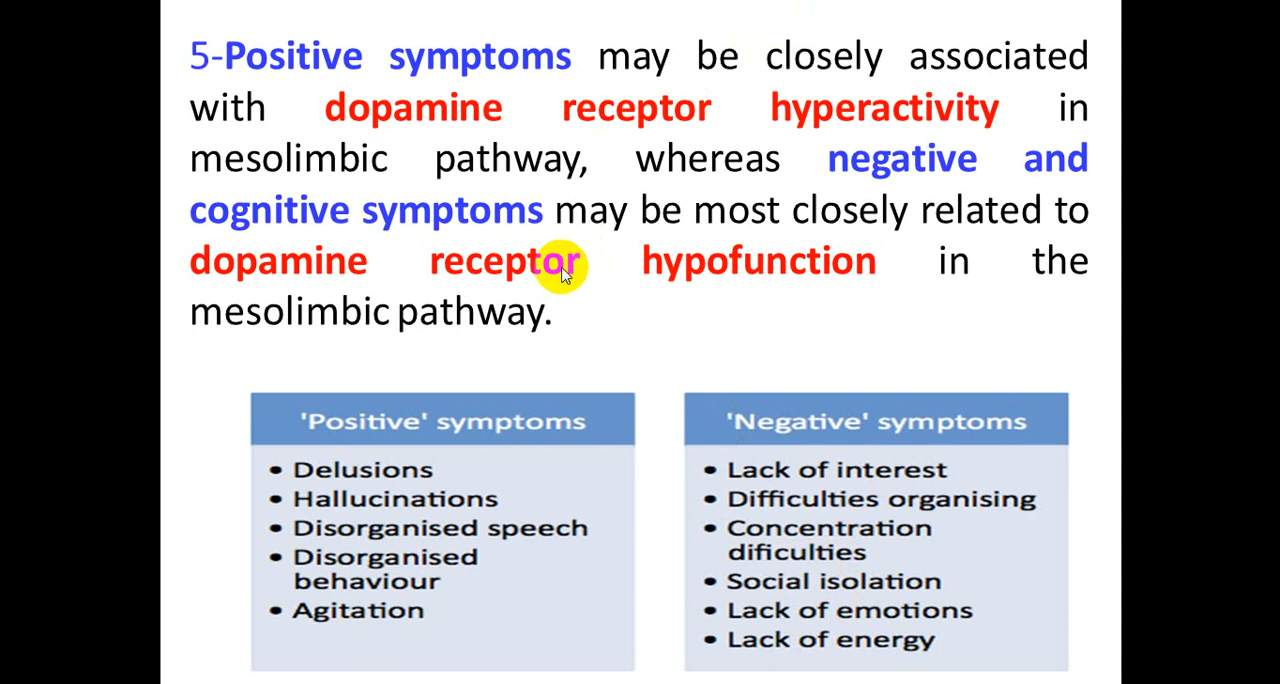 5-Positive symptoms may be closely associated
with dopamine receptor hyperactivity in
mesolimbic pathway, whereas negative and
cognitive symptoms may be most closely related to
dopamine receptor hypofunction in the
mesolimbic pathway.
'Positive' symptoms
• Delusions
• Hallucinations
• Disorganised speech
• Disorganised
behaviour
• Agitation
'Negative' symptoms
• Lack of interest
• Difficulties organising
• Concentration
dificulties
• Social isolation
• Lack of emotions
• Lack of energy